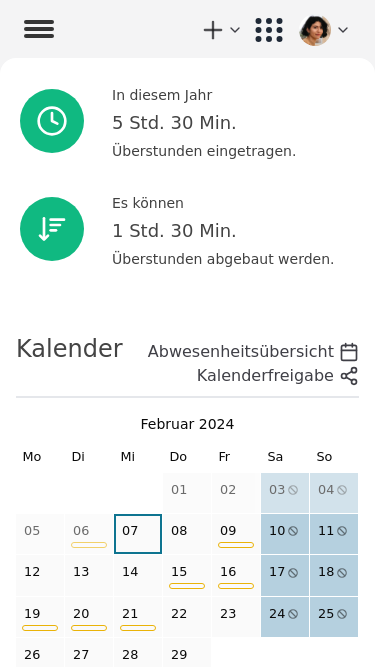 In diesem Jahr
5 Std. 30 Min.
Überstunden eingetragen.
Es können
1 Std. 30 Min.
Überstunden abgebaut werden.
Kalender
Abwesenheitsübersicht
Kalenderfreigabe
Februar 2024
Mo Di Mi Do Fr Sa So
01 02 03 04
05 06 07 08 09 10 11
12 13 14 15 16 17 18
19 20 21 22 23 24 25
26 27 28 29